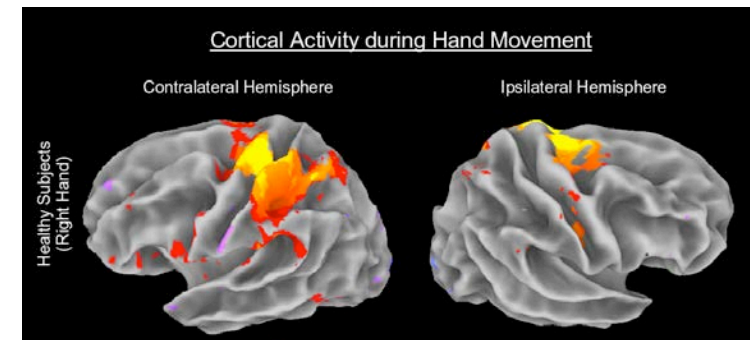 Cortical Activity during Hand Movement
Contralateral Hemisphere
Ipsilateral Hemisphere
Healthy Subjects
(Right Hand)